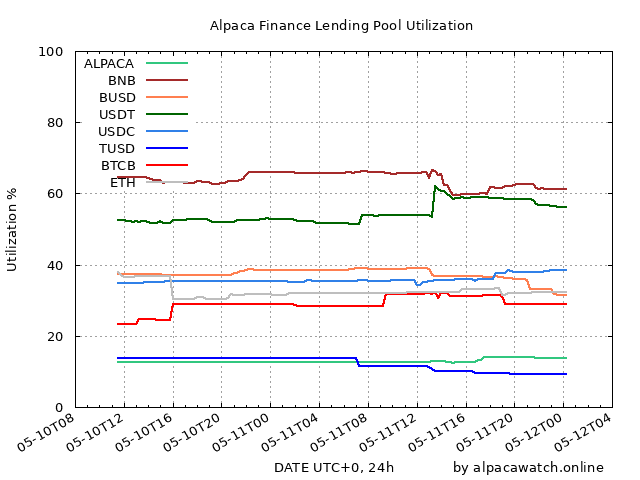 Alpaca Finance Lending Pool Utilization
100
80
60
40
20
0
Utilization %
ALPACA
BNB
BUSD
USDT
USDC
TUSD
BTCB
ETH
05-10T08
05-10T12
05-10T16
05-10T20
05-11T00
05-11T04
05-11T08
05-11T12
05-11T16
05-11T20
05-12T00
05-12T04
DATE UTC+0, 24h
by alpacawatch.online